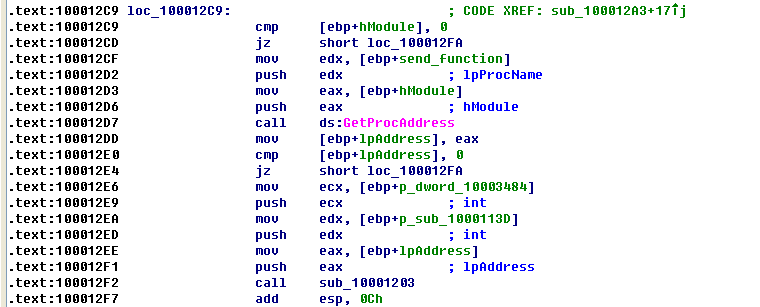 .text:100012C9 loc_100012C9: ; CODE XREF: sub_100012A3+17↑j
.text:100012C9 cmp [ebp+hModule], 0
.text:100012CD jz short loc_100012FA
.text:100012CF mov edx, [ebp+send_function]
.text:100012D2 push edx ; lpProcName
.text:100012D3 mov eax, [ebp+hModule]
.text:100012D6 push eax ; hModule
.text:100012D7 call ds:GetProcAddress
.text:100012DD mov [ebp+lpAddress], eax
.text:100012E0 cmp [ebp+lpAddress], 0
.text:100012E4 jz short loc_100012FA
.text:100012E6 mov ecx, [ebp+p_dword_10003484]
.text:100012E9 push ecx ; int
.text:100012EA mov edx, [ebp+p_sub_1000113D]
.text:100012ED push edx ; int
.text:100012EE mov eax, [ebp+lpAddress]
.text:100012F1 push eax ; lpAddress
.text:100012F2 call sub_10001203
.text:100012F7 add esp, 0Ch